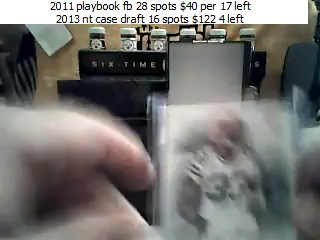 2011 playbook fb 28 spots $40 per 17 left
2013 nt case draft 16 spots $122 4 left
SIX-TIME